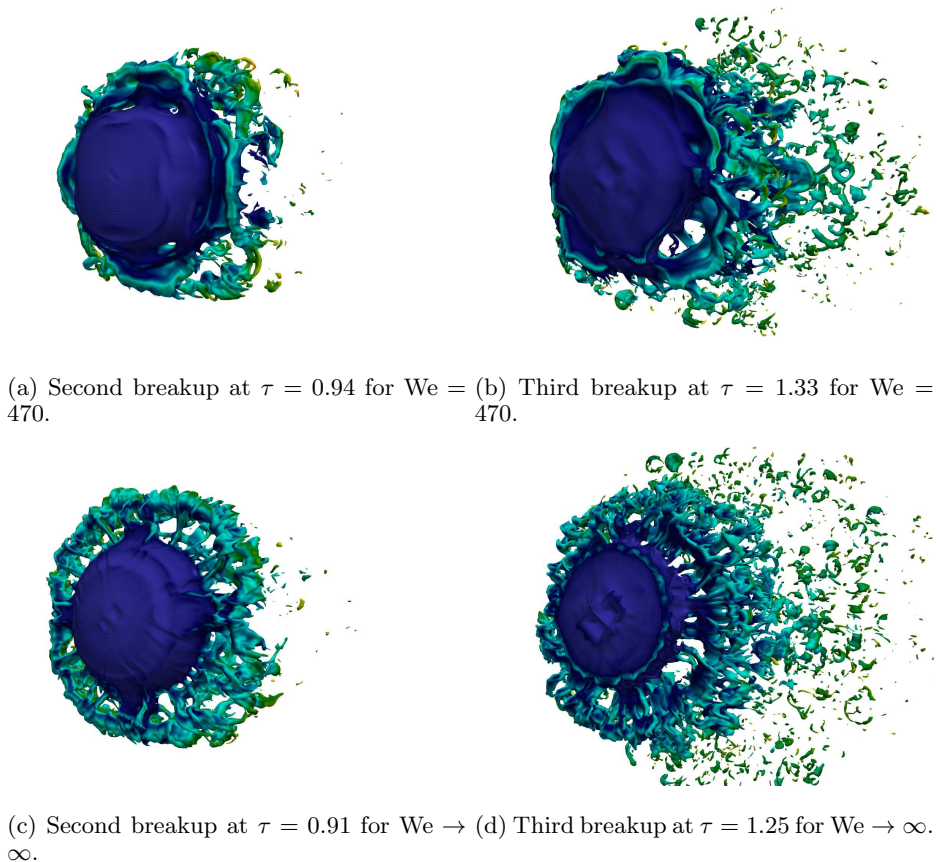 (a) Second breakup at τ = 0.94 for We = 470.
(b) Third breakup at τ = 1.33 for We = 470.
(c) Second breakup at τ = 0.91 for We → ∞.
(d) Third breakup at τ = 1.25 for We → ∞.